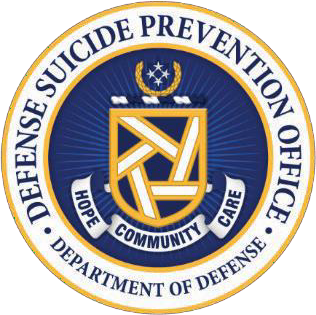 DEFENSE SUICIDE PREVENTION OFFICE
HOPE COMMUNITY CARE
• DEPARTMENT OF DEFENSE •